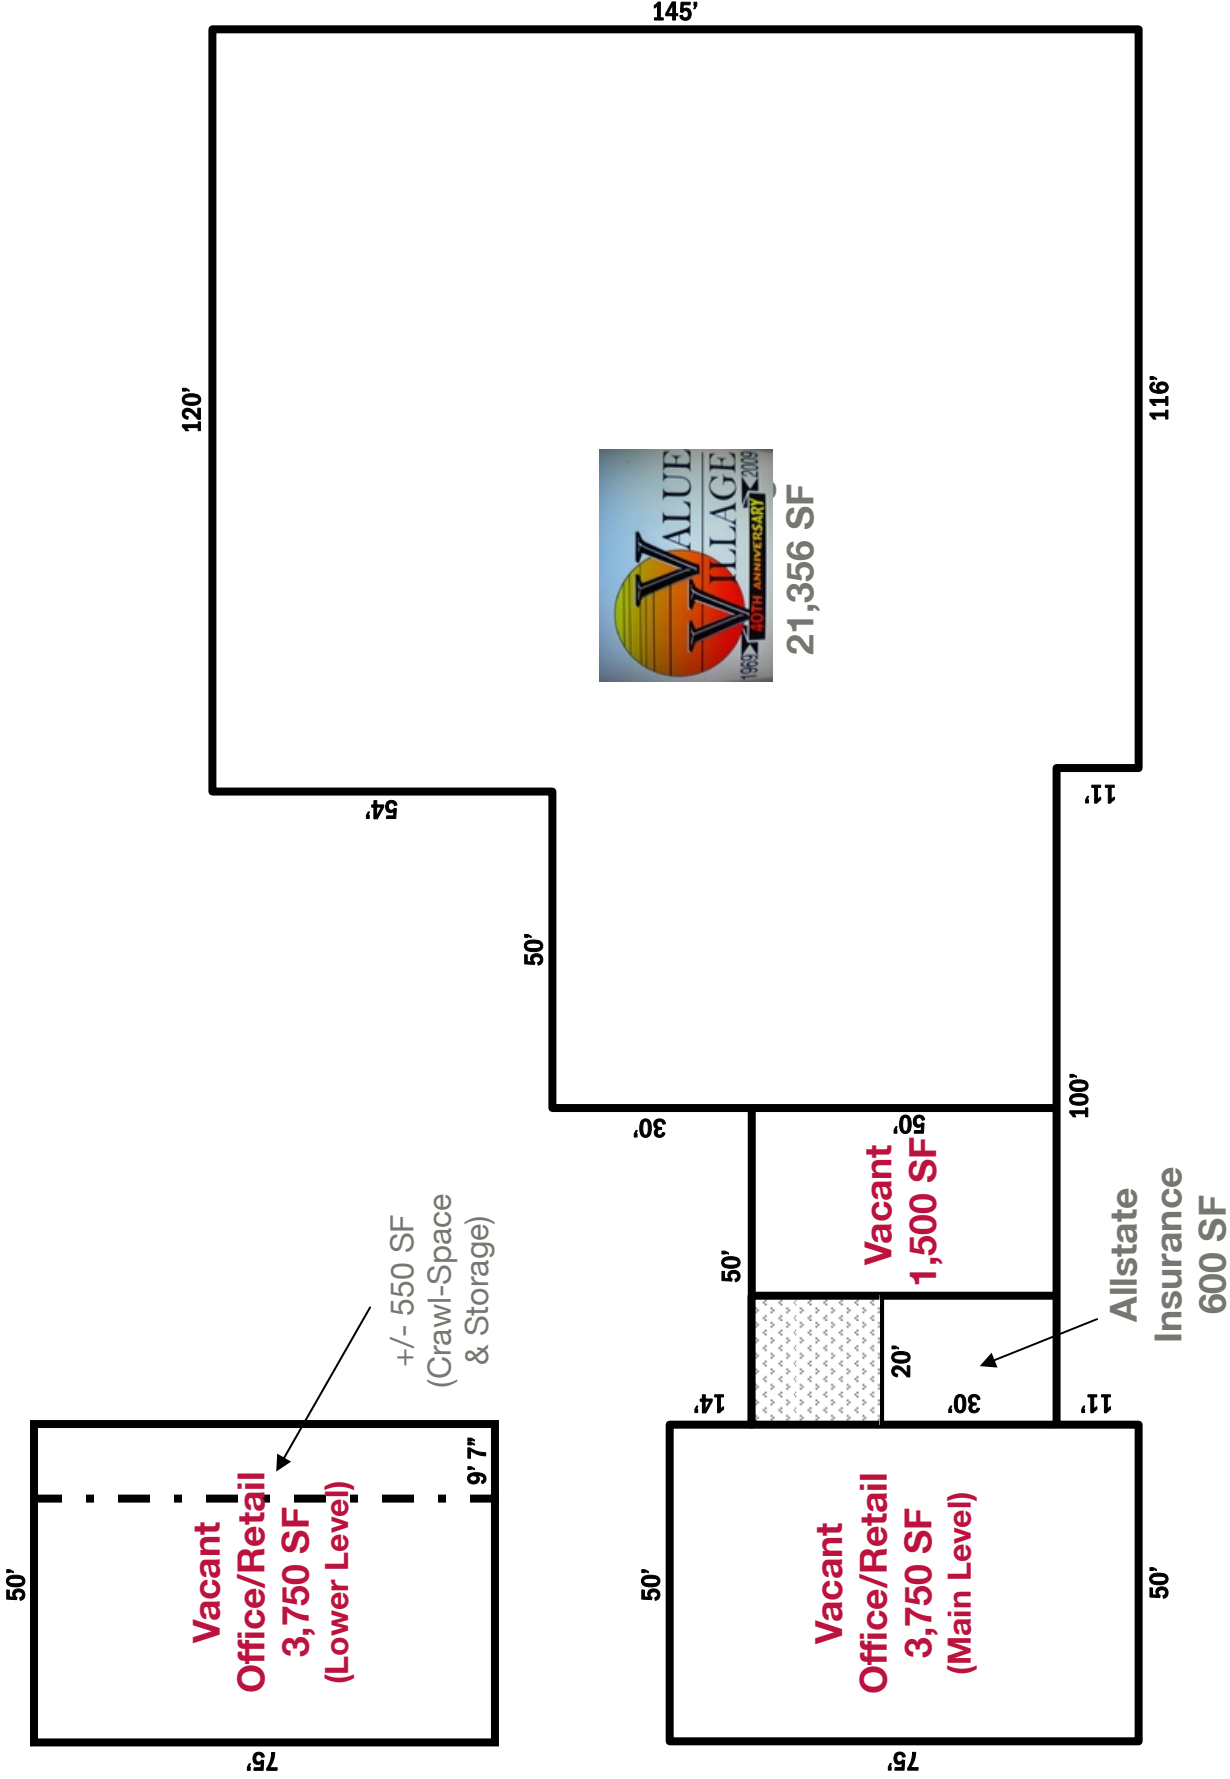 145’
120’
116’
VALUE
VILLAGE
1969
40TH ANNIVERSARY
2009
21,356 SF
54’
11’
50’
30’
50’
100’
Vacant
1,500 SF
50’
20’
30’
14’
11’
Allstate
Insurance
600 SF
+/- 550 SF
(Crawl-Space
& Storage)
9’ 7”
50’
Vacant
Office/Retail
3,750 SF
(Lower Level)
75’
50’
Vacant
Office/Retail
3,750 SF
(Main Level)
50’
75’